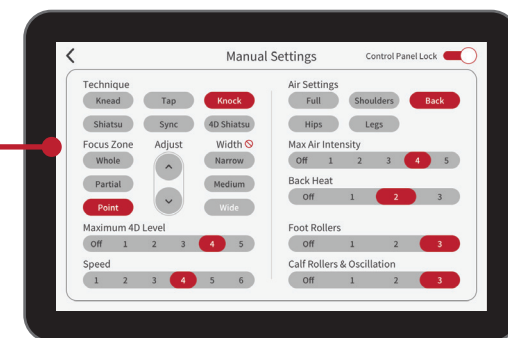 Manual Settings
Control Panel Lock
Technique
Knead Tap Knock
Shiatsu Sync 4D Shiatsu
Focus Zone Adjust Width
Whole Narrow
Partial Medium
Point Wide
Maximum 4D Level
Off 1 2 3 4 5
Speed
1 2 3 4 5 6
Air Settings
Full Shoulders Back
Hips Legs
Max Air Intensity
Off 1 2 3 4 5
Back Heat
Off 1 2 3
Foot Rollers
Off 1 2 3
Calf Rollers & Oscillation
Off 1 2 3